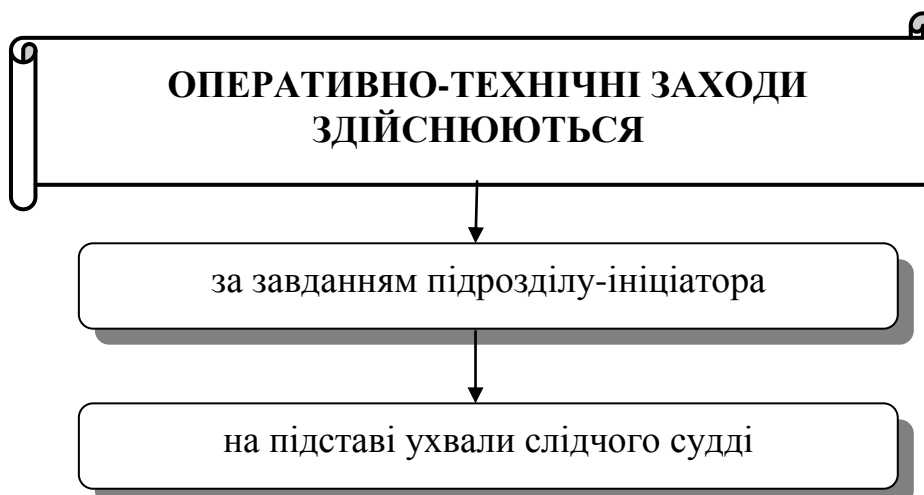 ОПЕРАТИВНО-ТЕХНІЧНІ ЗАХОДИ
ЗДІЙСНЮЮТЬСЯ
за завданням підрозділу-ініціатора
на підставі ухвали слідчого судді